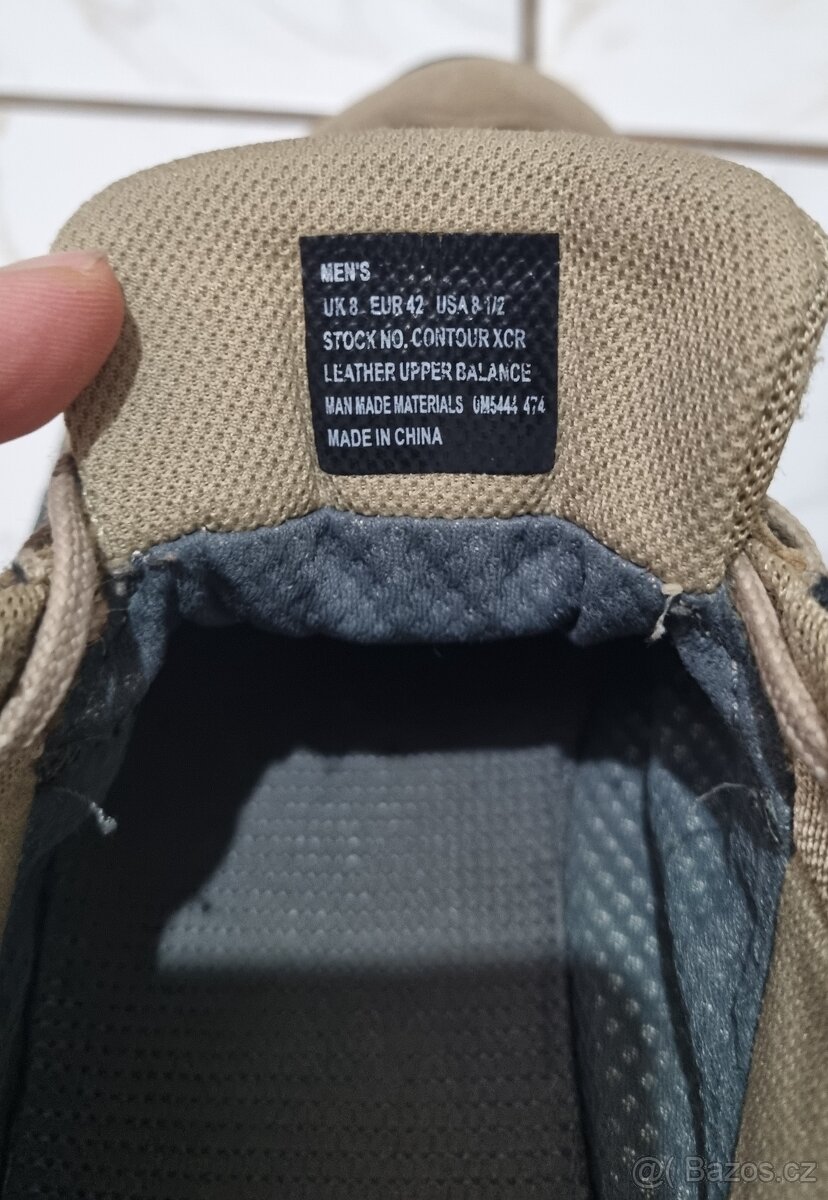 MEN'S
UK 8 EUR 42 USA 8 1/2
STOCK NO. CONTOUR XCR
LEATHER UPPER BALANCE
MAN MADE MATERIALS 0M5444 474
MADE IN CHINA
@( Bazos.cz